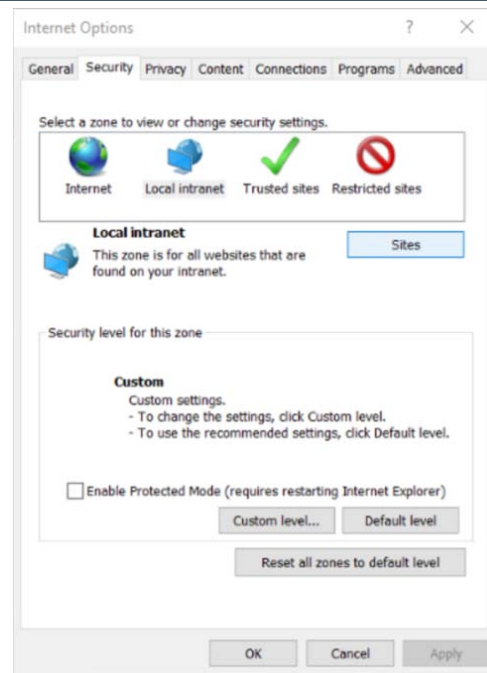 Internet Options ? ×
General Security Privacy Content Connections Programs Advanced
Select a zone to view or change security settings.
Internet Local intranet Trusted sites Restricted sites
Local intranet
Sites
This zone is for all websites that are
found on your intranet.
Security level for this zone
Custom
Custom settings.
- To change the settings, click Custom level.
- To use the recommended settings, click Default level.
Enable Protected Mode (requires restarting Internet Explorer)
Custom level... Default level
Reset all zones to default level
OK Cancel Apply